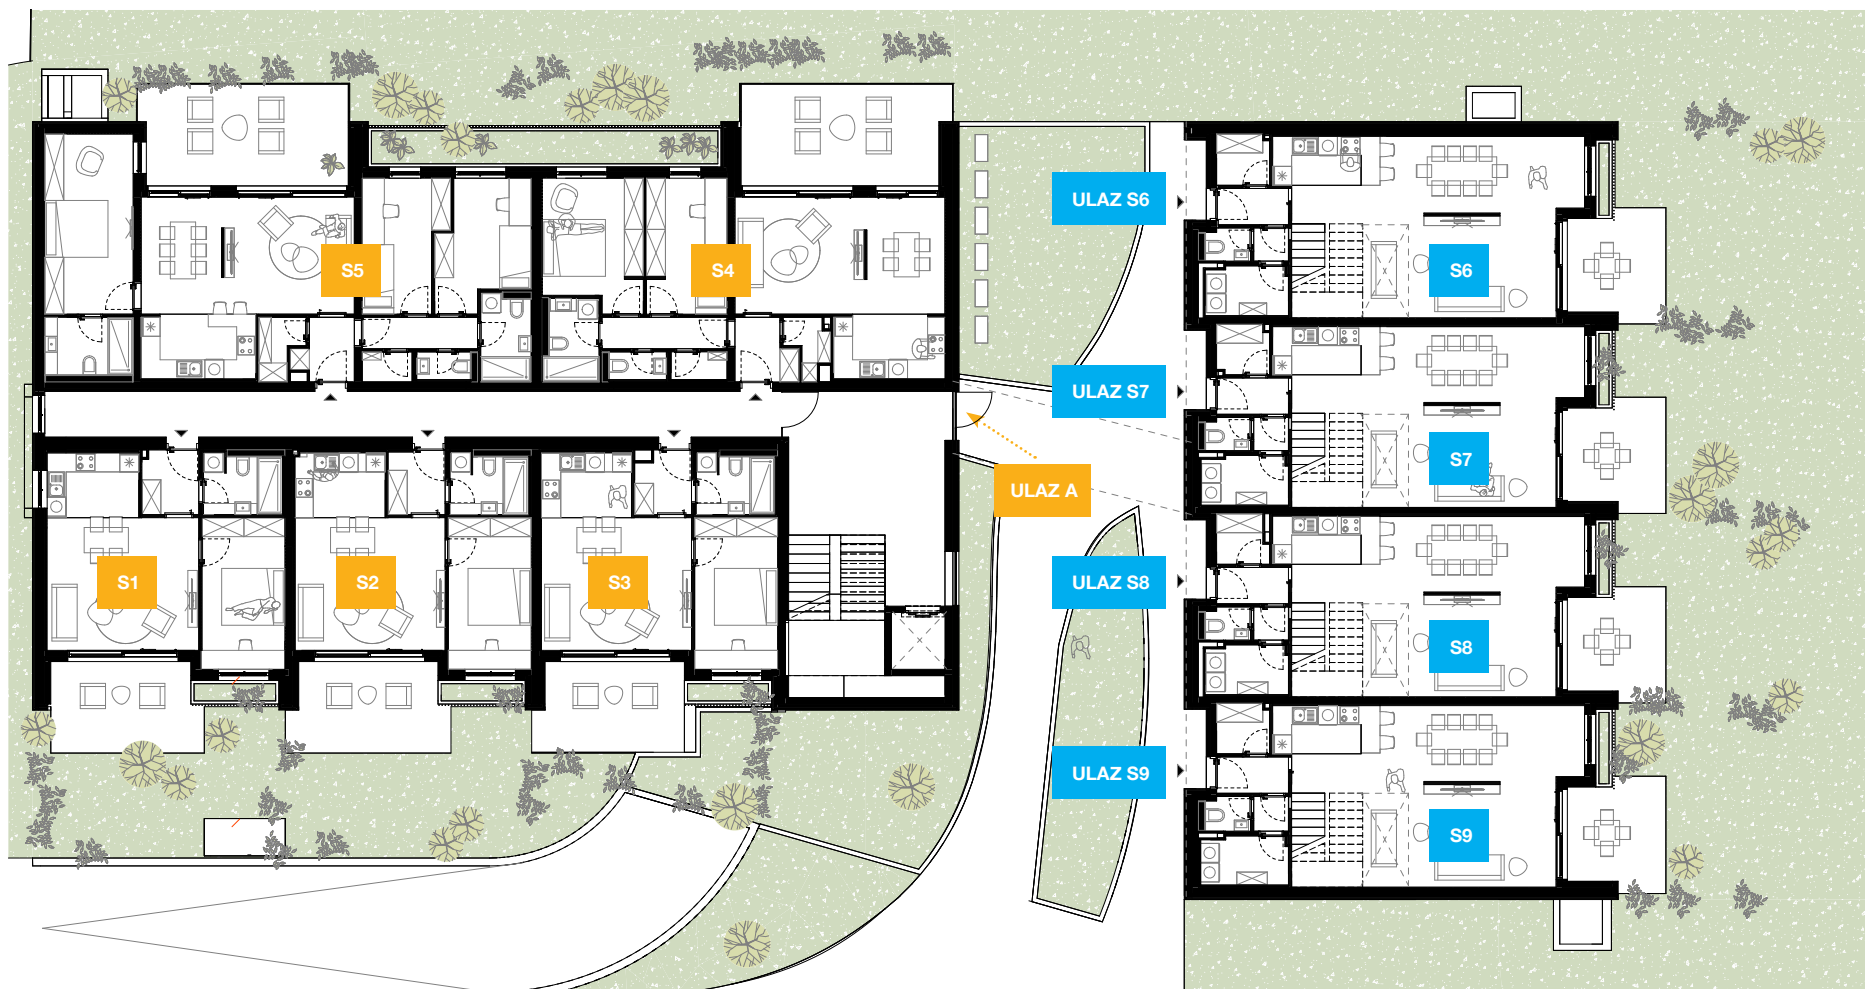 ULAZ S6
S5
S4
S6
ULAZ S7
S7
ULAZ A
S1
S2
S3
ULAZ S8
S8
ULAZ S9
S9